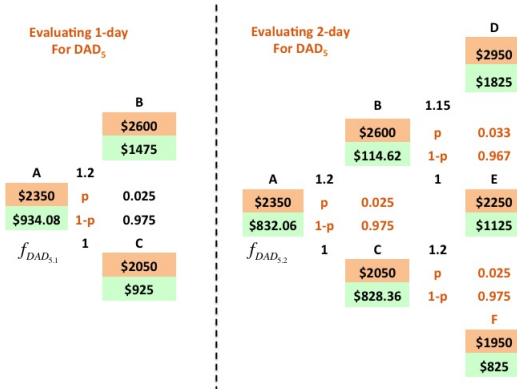 Evaluating 1-day
For DAD5
B
$2600
$1475
A 1.2
$2350 p 0.025
$934.08 1-p 0.975
fDAD5.1 1 C
$2050
$925
Evaluating 2-day
For DAD5
D
$2950
$1825
B 1.15
$2600 p 0.033
$114.62 1-p 0.967
A 1.2 1 E
$2350 p 0.025 $2250
$832.06 1-p 0.975 $1125
fDAD5.2 1 C 1.2
$2050 p 0.025
$828.36 1-p 0.975
F
$1950
$825